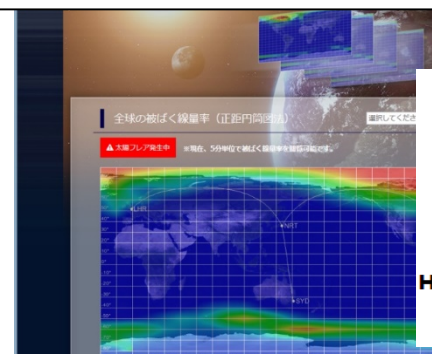 全球の被ばく線量率（正距円筒図法）
選択してくださ
太陽フレア発生中
※現在、5分単位で被ばく線量率を閲覧可能です。
LHR
NRT
SYD
H